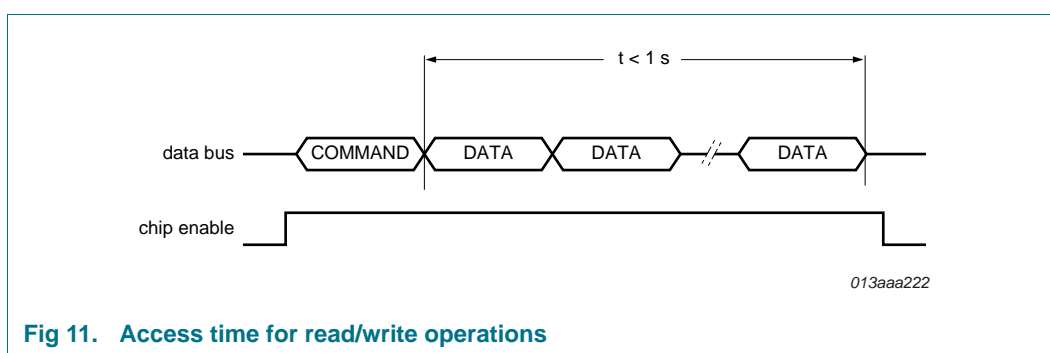 t < 1 s
data bus COMMAND DATA DATA DATA
chip enable
013aaa222
Fig 11. Access time for read/write operations